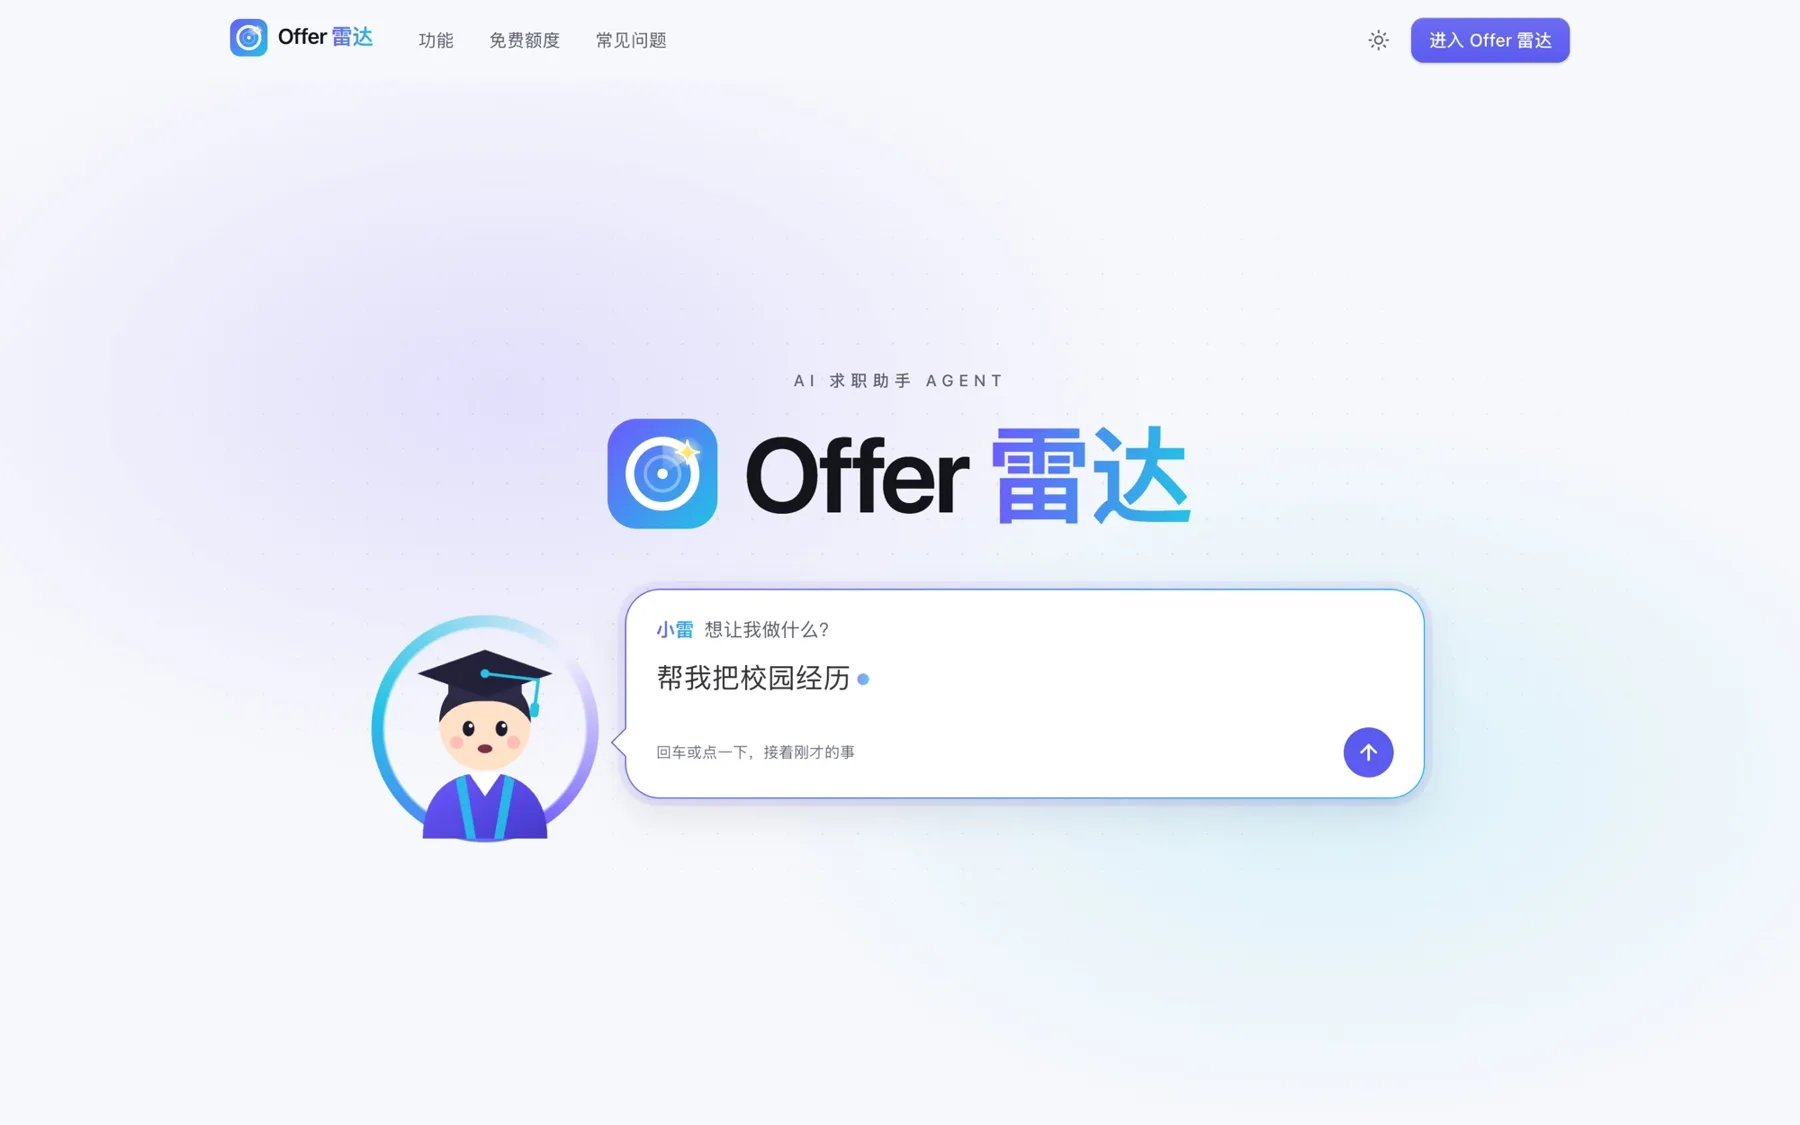 Offer 雷达
功能
免费额度
常见问题
进入 Offer 雷达
AI 求职助手 AGENT
Offer 雷达
小雷 想让我做什么?
帮我把校园经历
回车或点一下，接着刚才的事